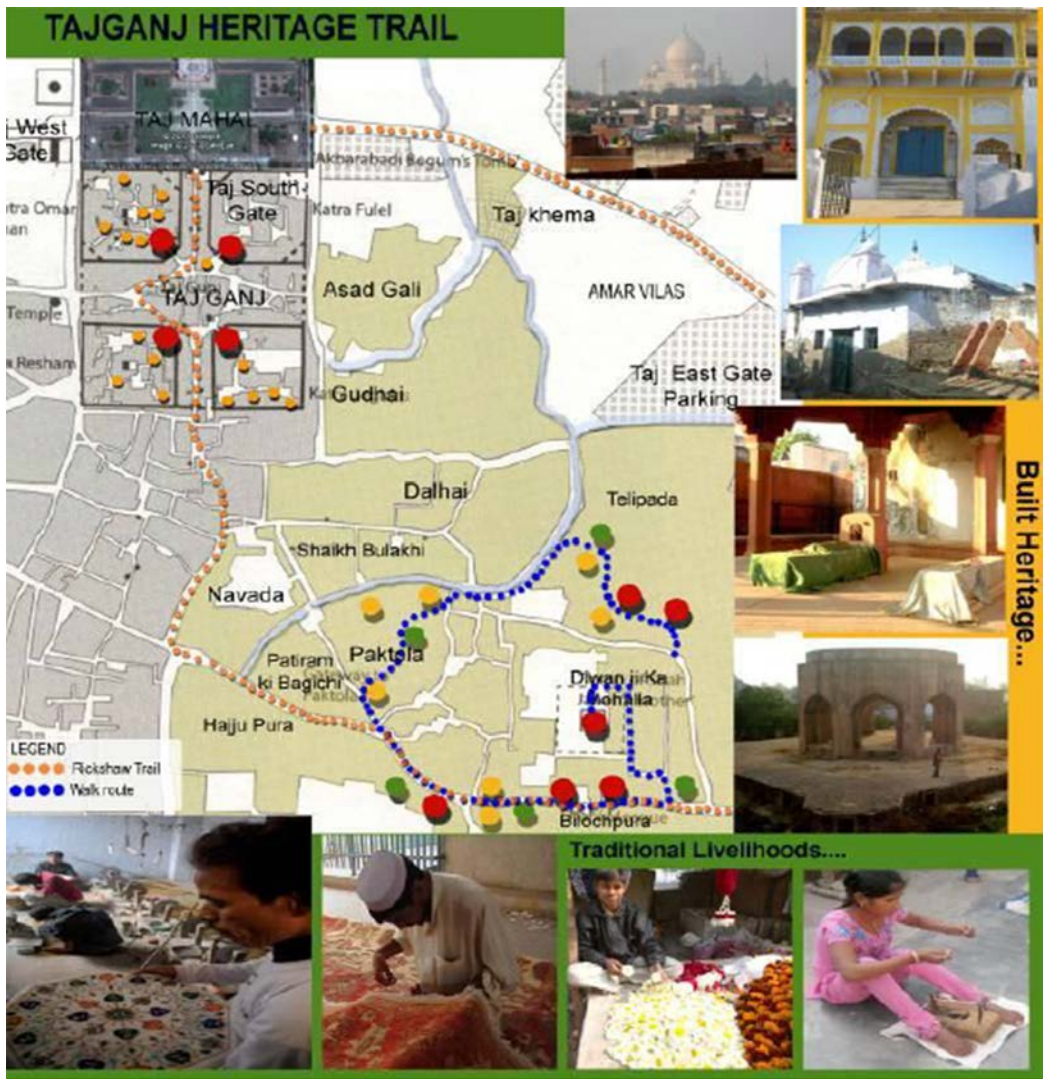 TAJGANJ HERITAGE TRAIL
TAJ MAHAL
West
Gate
Akbarabadi Begum's Tomb
Taj South
Gate
Katra Fulel
Taj khema
TAJ GANJ
Asad Gali
AMAR VILAS
Temple
Resham
Gudhai
Taj East Gate
Parking
Dalhai
Telipada
Shaikh Bulakhi
Navada
Paktola
Patiram
ki Bagichi
Paktola
Diwan ji Ka
Mohalla
Hajju Pura
LEGEND
Rickshaw Trail
Walk route
Bilochpura
Built Heritage...
Traditional Livelihoods....